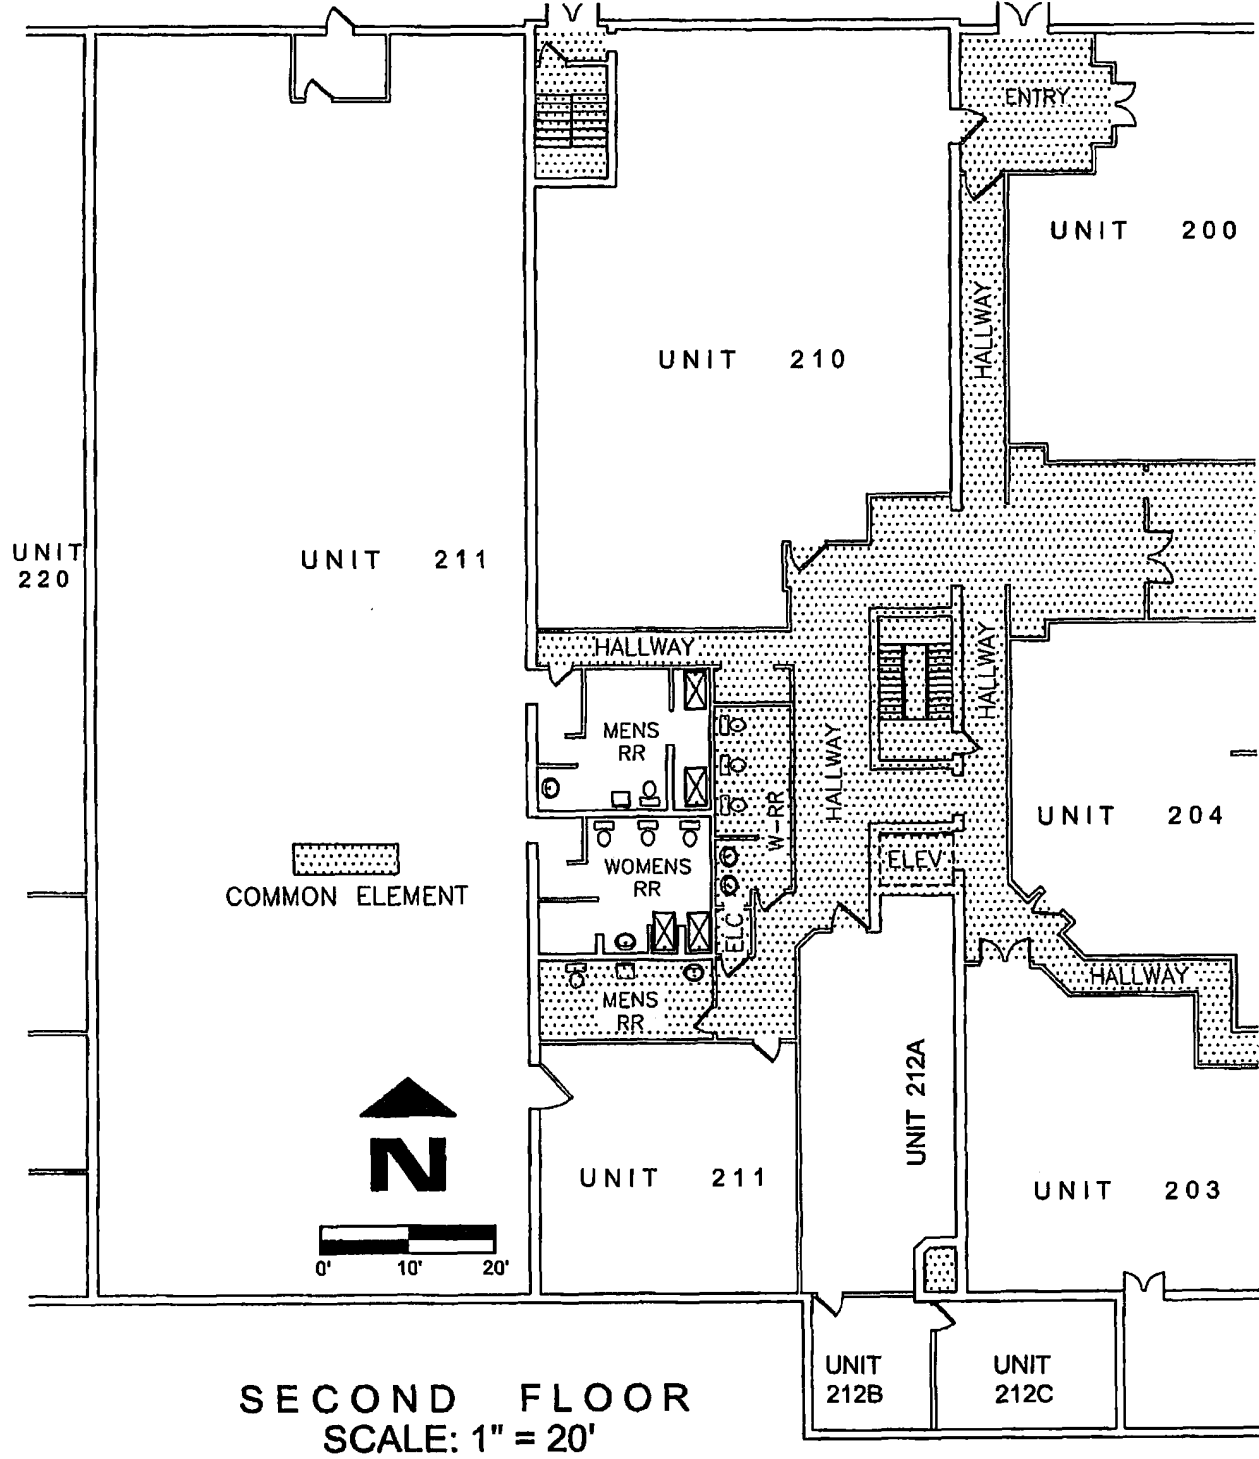 ENTRY
UNIT 200
HALLWAY
UNIT 210
UNIT
220
UNIT 211
HALLWAY
HALLWAY
MENS
RR
HALLWAY
W-RR
UNIT 204
COMMON ELEMENT
WOMENS
RR
ELEV
ELC
HALLWAY
MENS
RR
UNIT 212A
N
UNIT 211
UNIT 203
0' 10' 20'
UNIT
212B
UNIT
212C
SECOND FLOOR
SCALE: 1" = 20'